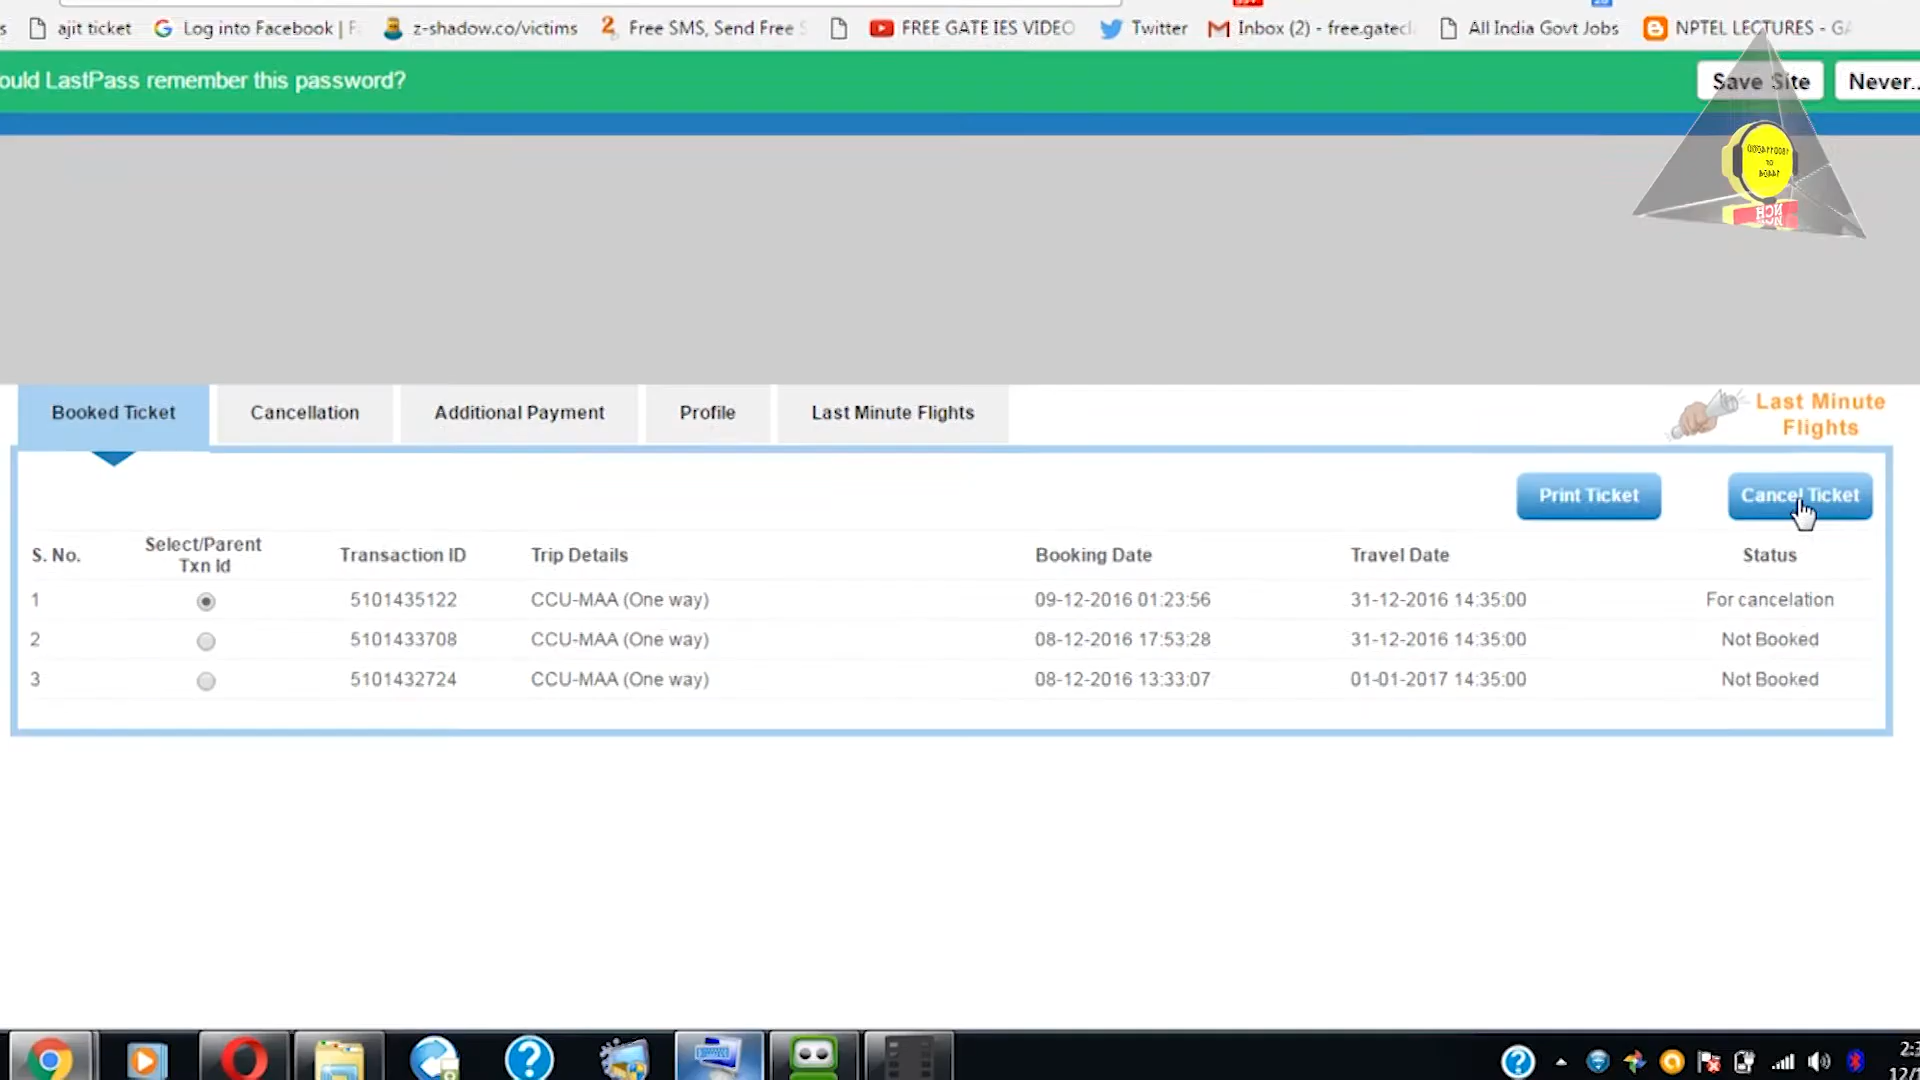 ajit ticket Log into Facebook | F z-shadow.co/victims Free SMS, Send Free S FREE GATE IES VIDEO Twitter Inbox (2) - free.gatecl All India Govt Jobs NPTEL LECTURES - GA
ould LastPass remember this password? Save Site Never..
1800114000
or
14404
NCH
Booked Ticket Cancellation Additional Payment Profile Last Minute Flights
Last Minute
Flights
Print Ticket Cancel Ticket
S. No. Select/Parent Txn Id Transaction ID Trip Details Booking Date Travel Date Status
1 5101435122 CCU-MAA (One way) 09-12-2016 01:23:56 31-12-2016 14:35:00 For cancelation
2 5101433708 CCU-MAA (One way) 08-12-2016 17:53:28 31-12-2016 14:35:00 Not Booked
3 5101432724 CCU-MAA (One way) 08-12-2016 13:33:07 01-01-2017 14:35:00 Not Booked